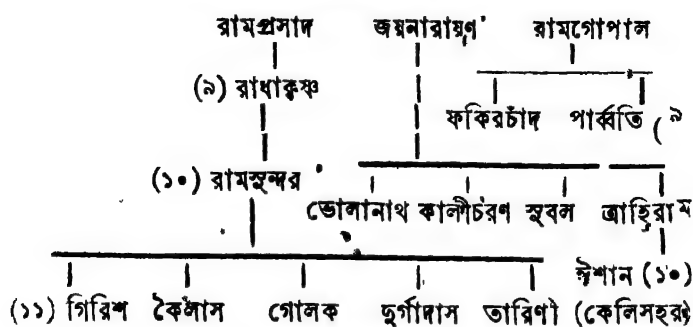 রামপ্রসাদ জয়নারায়ণ রামগোপাল
(৯) রাধাকৃষ্ণ
ফকিরচাঁদ পার্ব্বতি (৯
(১০) রামসুন্দর
ভোলানাথ কালীচরণ সুবল আহিরাম
ঈশান (১০)
(১১) গিরিশ কৈলাস গোলক দুর্গাদাস তারিণী (কেলিসহর)